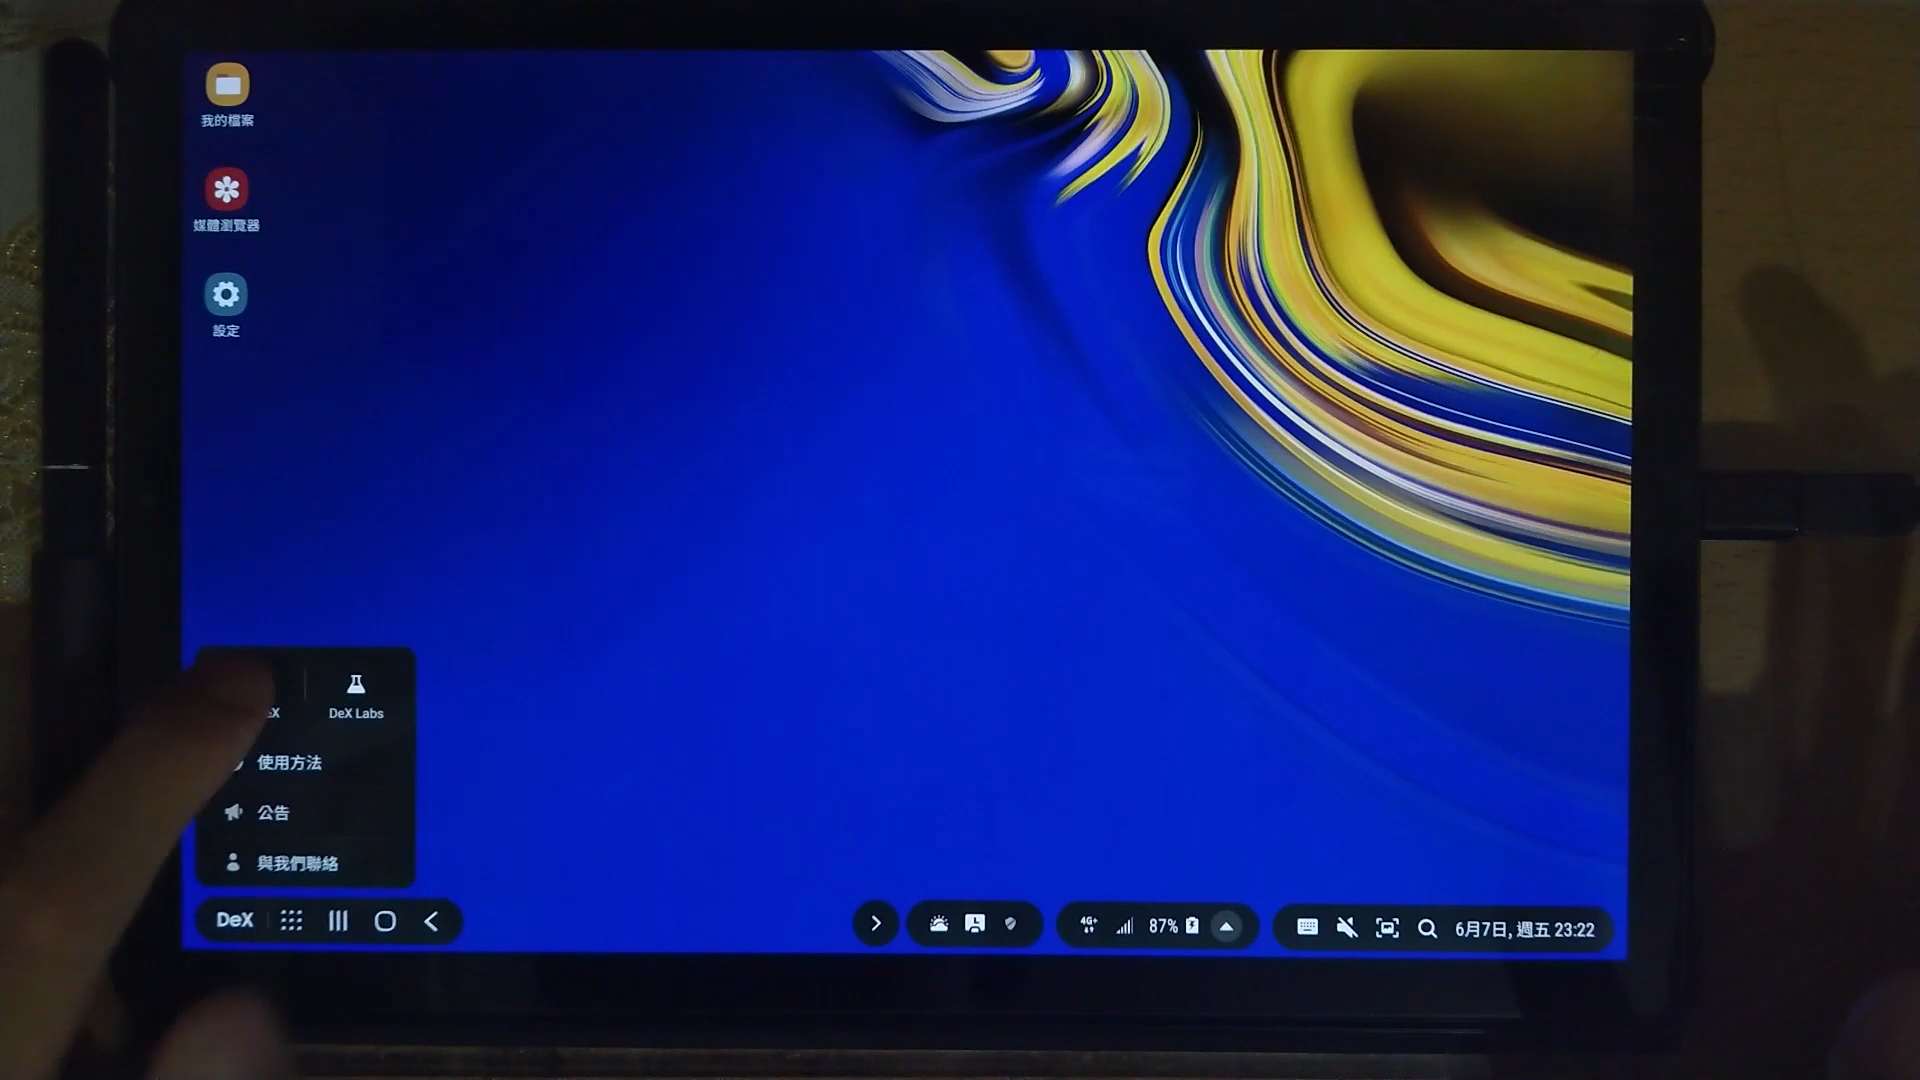 我的檔案
媒體瀏覽器
設定
DeX Labs
使用方法
公告
與我們聯絡
DeX
4G+
87%
6月7日, 週五 23:22